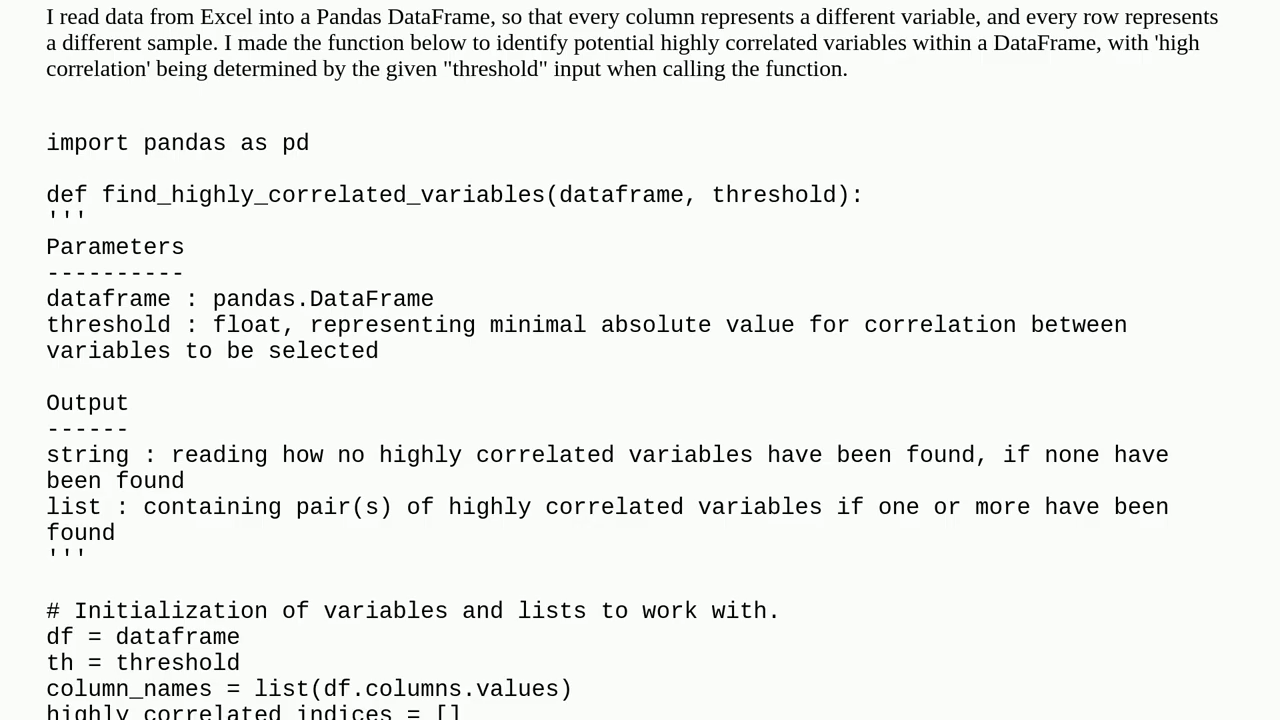 I read data from Excel into a Pandas DataFrame, so that every column represents a different variable, and every row represents
a different sample. I made the function below to identify potential highly correlated variables within a DataFrame, with 'high
correlation' being determined by the given "threshold" input when calling the function.
import pandas as pd
def find_highly_correlated_variables(dataframe, threshold):
'''
Parameters
----------
dataframe : pandas.DataFrame
threshold : float, representing minimal absolute value for correlation between
variables to be selected
Output
------
string : reading how no highly correlated variables have been found, if none have
been found
list : containing pair(s) of highly correlated variables if one or more have been
found
'''
# Initialization of variables and lists to work with.
df = dataframe
th = threshold
column_names = list(df.columns.values)
highly_correlated_indices = []